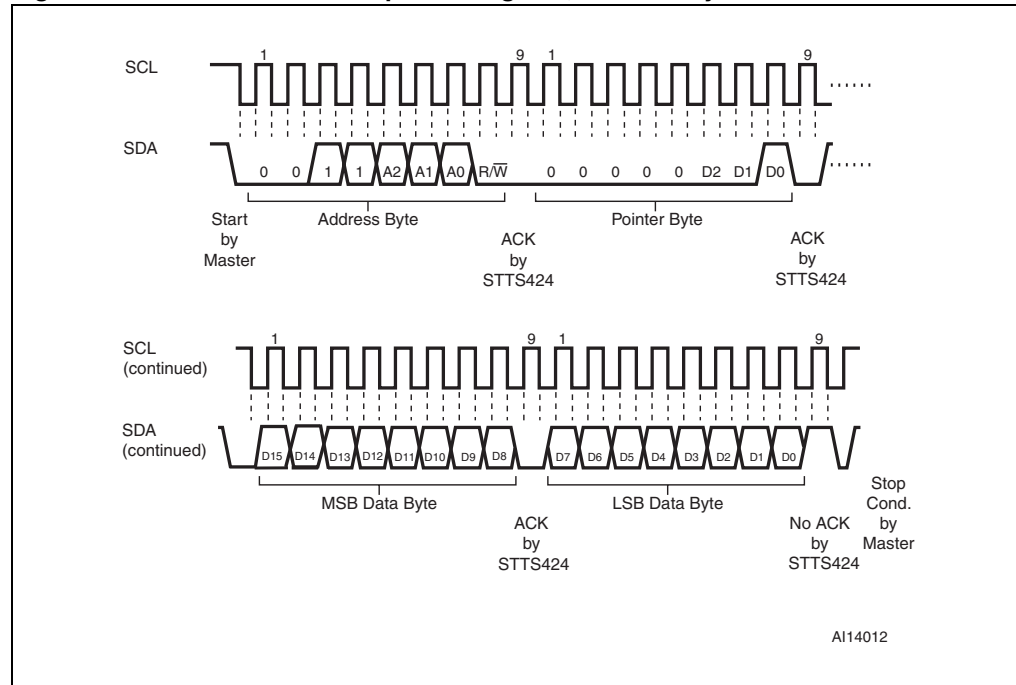 1 9 1 9
SCL
SDA
0 0 1 1 A2 A1 A0 R/W 0 0 0 0 0 D2 D1 D0
Address Byte Pointer Byte
Start
by
Master
ACK
by
STTS424
ACK
by
STTS424
1 9 1 9
SCL
(continued)
SDA
(continued)
D15 D14 D13 D12 D11 D10 D9 D8 D7 D6 D5 D4 D3 D2 D1 D0
MSB Data Byte LSB Data Byte
ACK
by
STTS424
No ACK
by
STTS424
Stop
Cond.
by
Master
AI14012